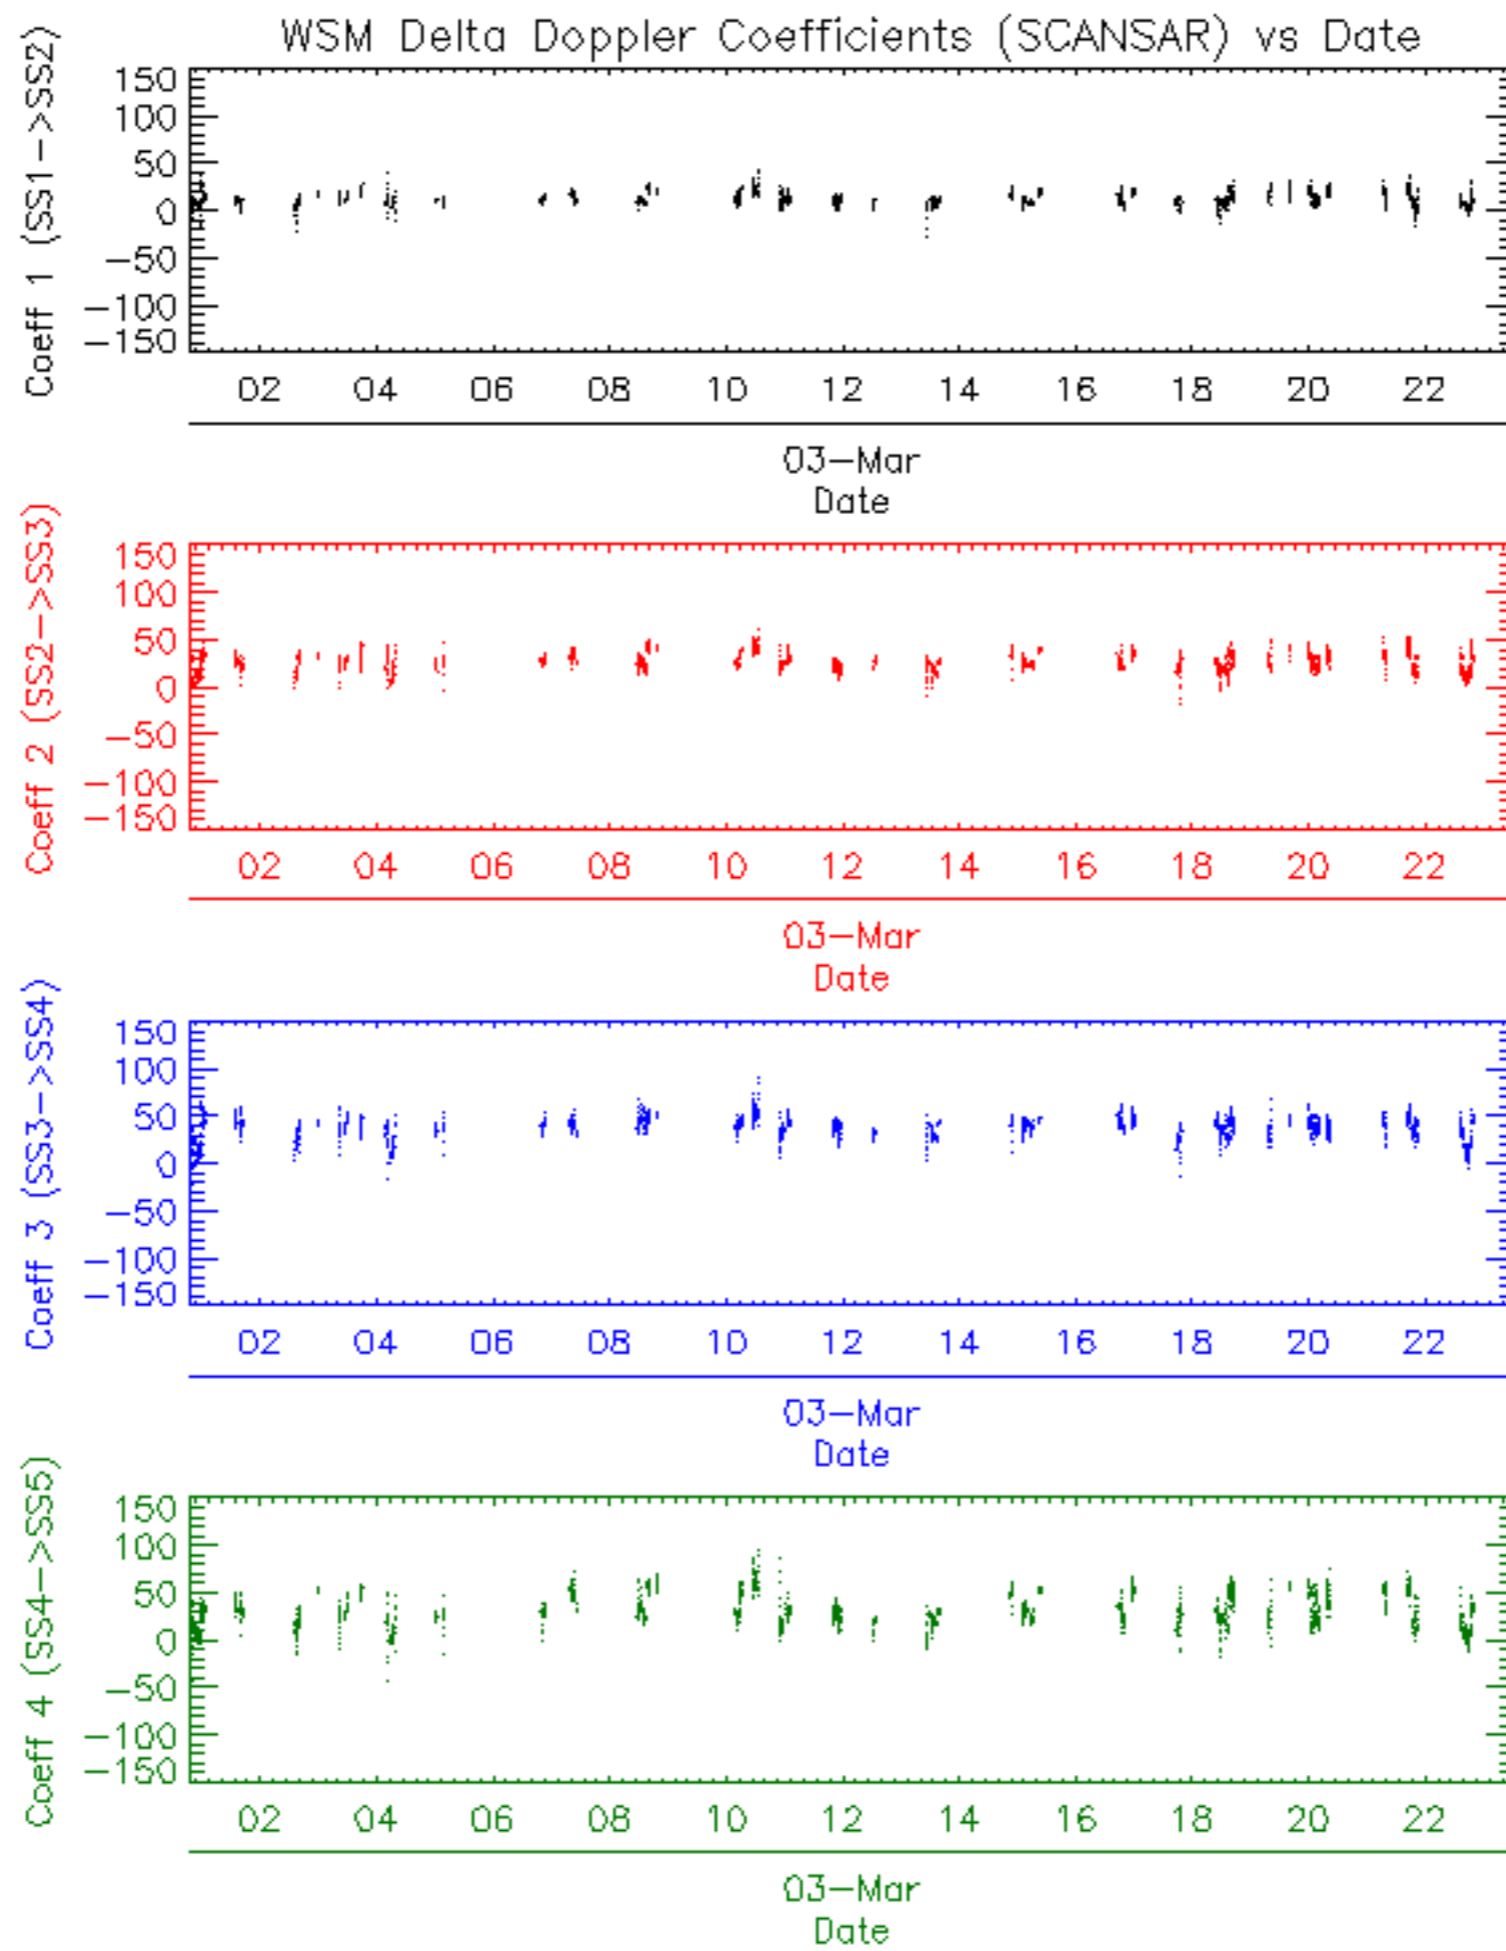 WSM Delta Doppler Coefficients (SCANSAR) vs Date
Coeff 1 (SS1->SS2)
150
100
50
0
-50
-100
-150
02 04 06 08 10 12 14 16 18 20 22
03-Mar
Date
Coeff 2 (SS2->SS3)
150
100
50
0
-50
-100
-150
02 04 06 08 10 12 14 16 18 20 22
03-Mar
Date
Coeff 3 (SS3->SS4)
150
100
50
0
-50
-100
-150
02 04 06 08 10 12 14 16 18 20 22
03-Mar
Date
Coeff 4 (SS4->SS5)
150
100
50
0
-50
-100
-150
02 04 06 08 10 12 14 16 18 20 22
03-Mar
Date